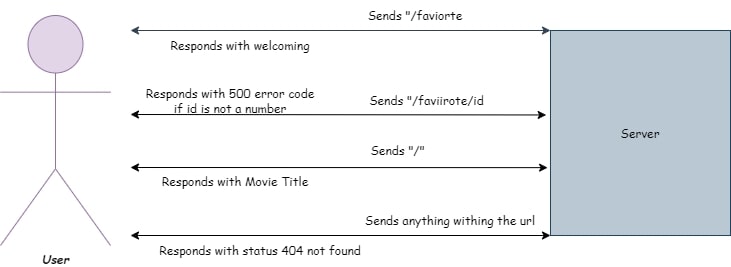 Sends "/faviorte
Responds with welcoming
Responds with 500 error code
if id is not a number
Sends "/faviirote/id
Server
Sends "/"
Responds with Movie Title
Sends anything withing the url
Responds with status 404 not found
User